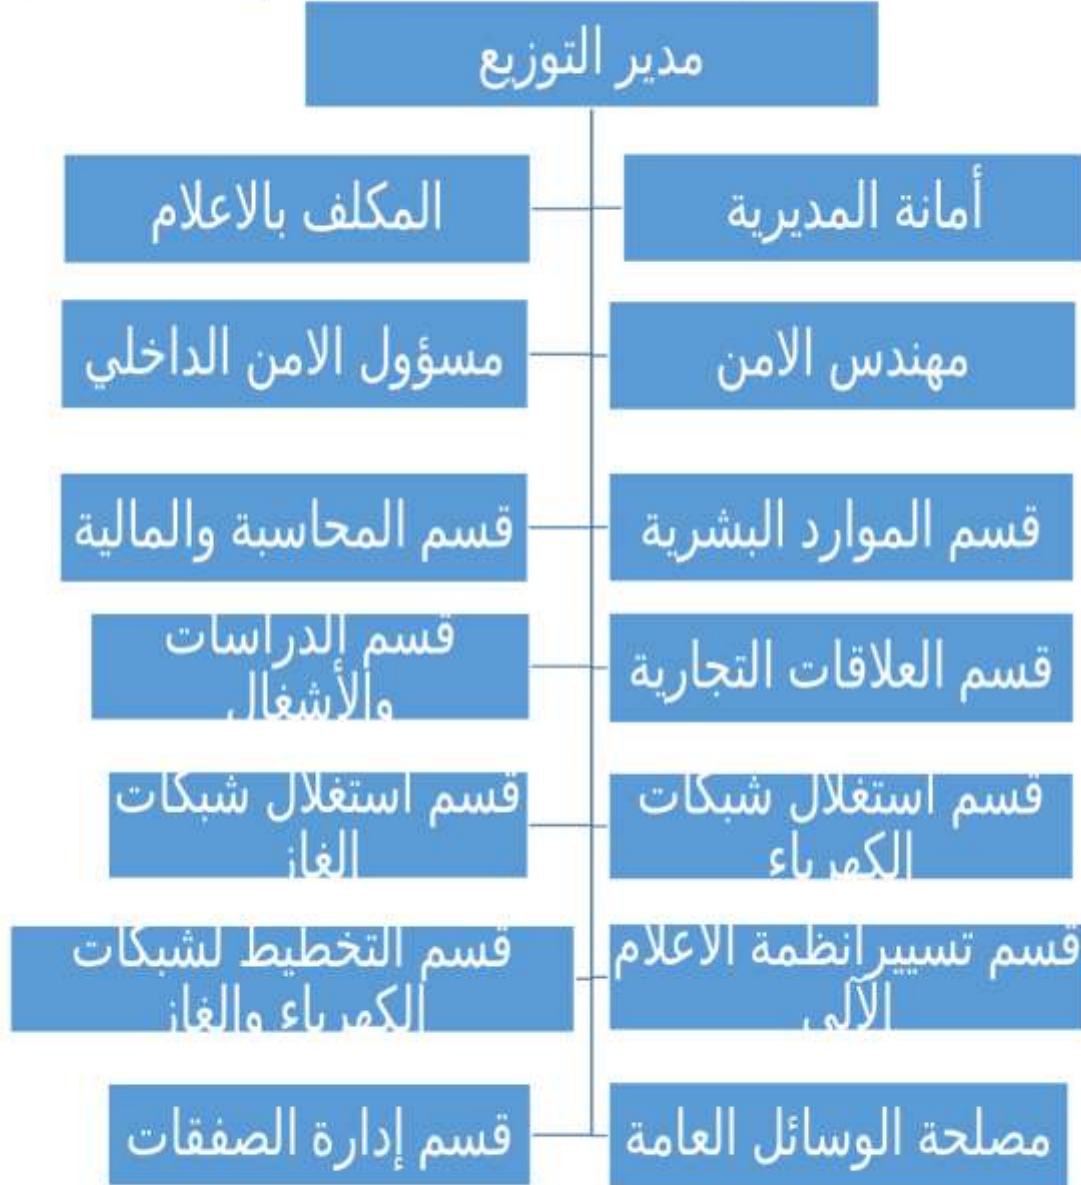 مدير التوزيع
أمانة المديرية
المكلف بالاعلام
مهندس الامن
مسؤول الامن الداخلي
قسم الموارد البشرية
قسم المحاسبة والمالية
قسم العلاقات التجارية
قسم الدراسات
والأشغال
قسم استغلال شبكات
الكهرباء
قسم استغلال شبكات
الغاز
قسم تسييرانظمة الاعلام
الآلي
قسم التخطيط لشبكات
الكهرباء والغاز
مصلحة الوسائل العامة
قسم إدارة الصفقات